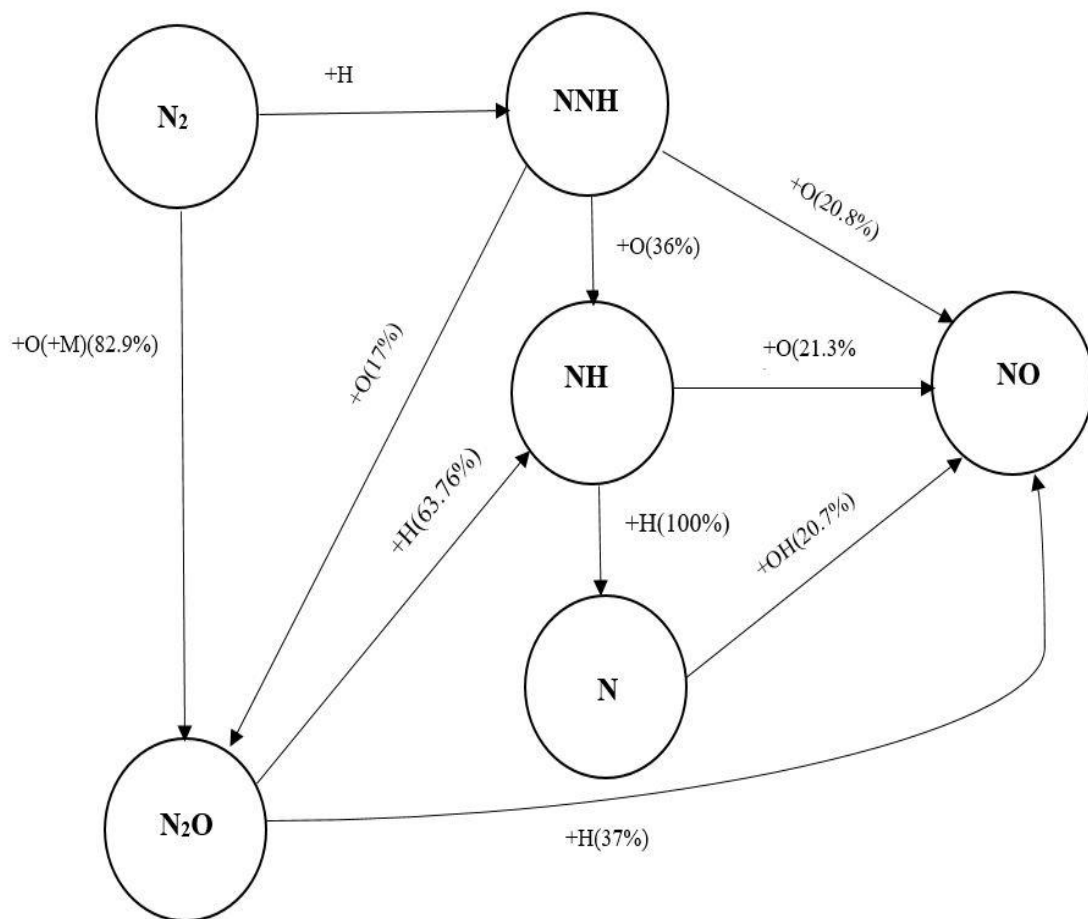 +H
N₂
NNH
+O(20.8%)
+O(36%)
+O(+M)(82.9%)
+O(17%)
+O(21.3%
NH
NO
+H(63.76%)
+H(100%)
+OH(20.7%)
N
N₂O
+H(37%)